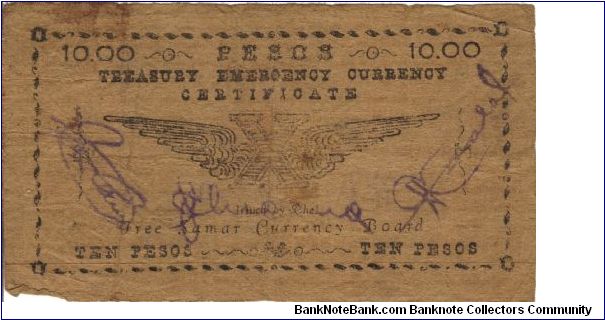 10.00 PESOS 10.00
TREASURY EMERGENCY CURRENCY
CERTIFICATE
Issued by the
Free Samar Currency Board
TEN PESOS TEN PESOS
BankNoteBank.com Banknote Collectors Community